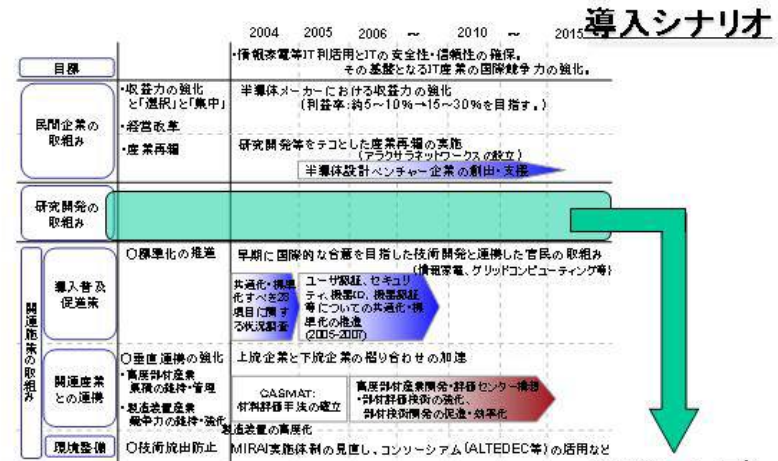 導入シナリオ
2004 2005 2006 ～ 2010 ～ 2015
目標
・情報家電等IT利活用とITの安全性・信頼性の確保。
その基盤となるIT産業の国際競争力の強化。
民間企業の
取組み
・収益力の強化
と「選択」と「集中」
・経営改革
・産業再編
半導体メーカーにおける収益力の強化
(利益率:約5～10%→15～30%を目指す。)
研究開発等をテコとした産業再編の実施
(アラクサラネットワークスの設立)
半導体設計ベンチャー企業の創出・支援
研究開発の
取組み
関連施策の取組み
導入普及
促進策
○標準化の推進
早期に国際的な合意を目指した技術開発と連携した官民の取組み
(情報家電、グリッドコンピューティング等)
共通化・標準
化すべき28
項目に関す
る状況調査
ユーザ認証、セキュリ
ティ、機器ID、機器認証
等についての共通化・標
準化の推進
(2005-2007)
関連産業
との連携
○垂直連携の強化
・高度部材産業
集積の維持・管理
・製造装置産業
競争力の維持・強化
上流企業と下流企業の摺り合わせの加速
CASMAT:
材料評価手法の確立
高度部材産業開発・評価センター構想
・部材評価技術の強化、
部材技術開発の促進・効率化
製造装置の高度化
環境整備
○技術流出防止
MIRAI実施体制の見直し、コンソーシアム(ALTEDEC等)の活用など